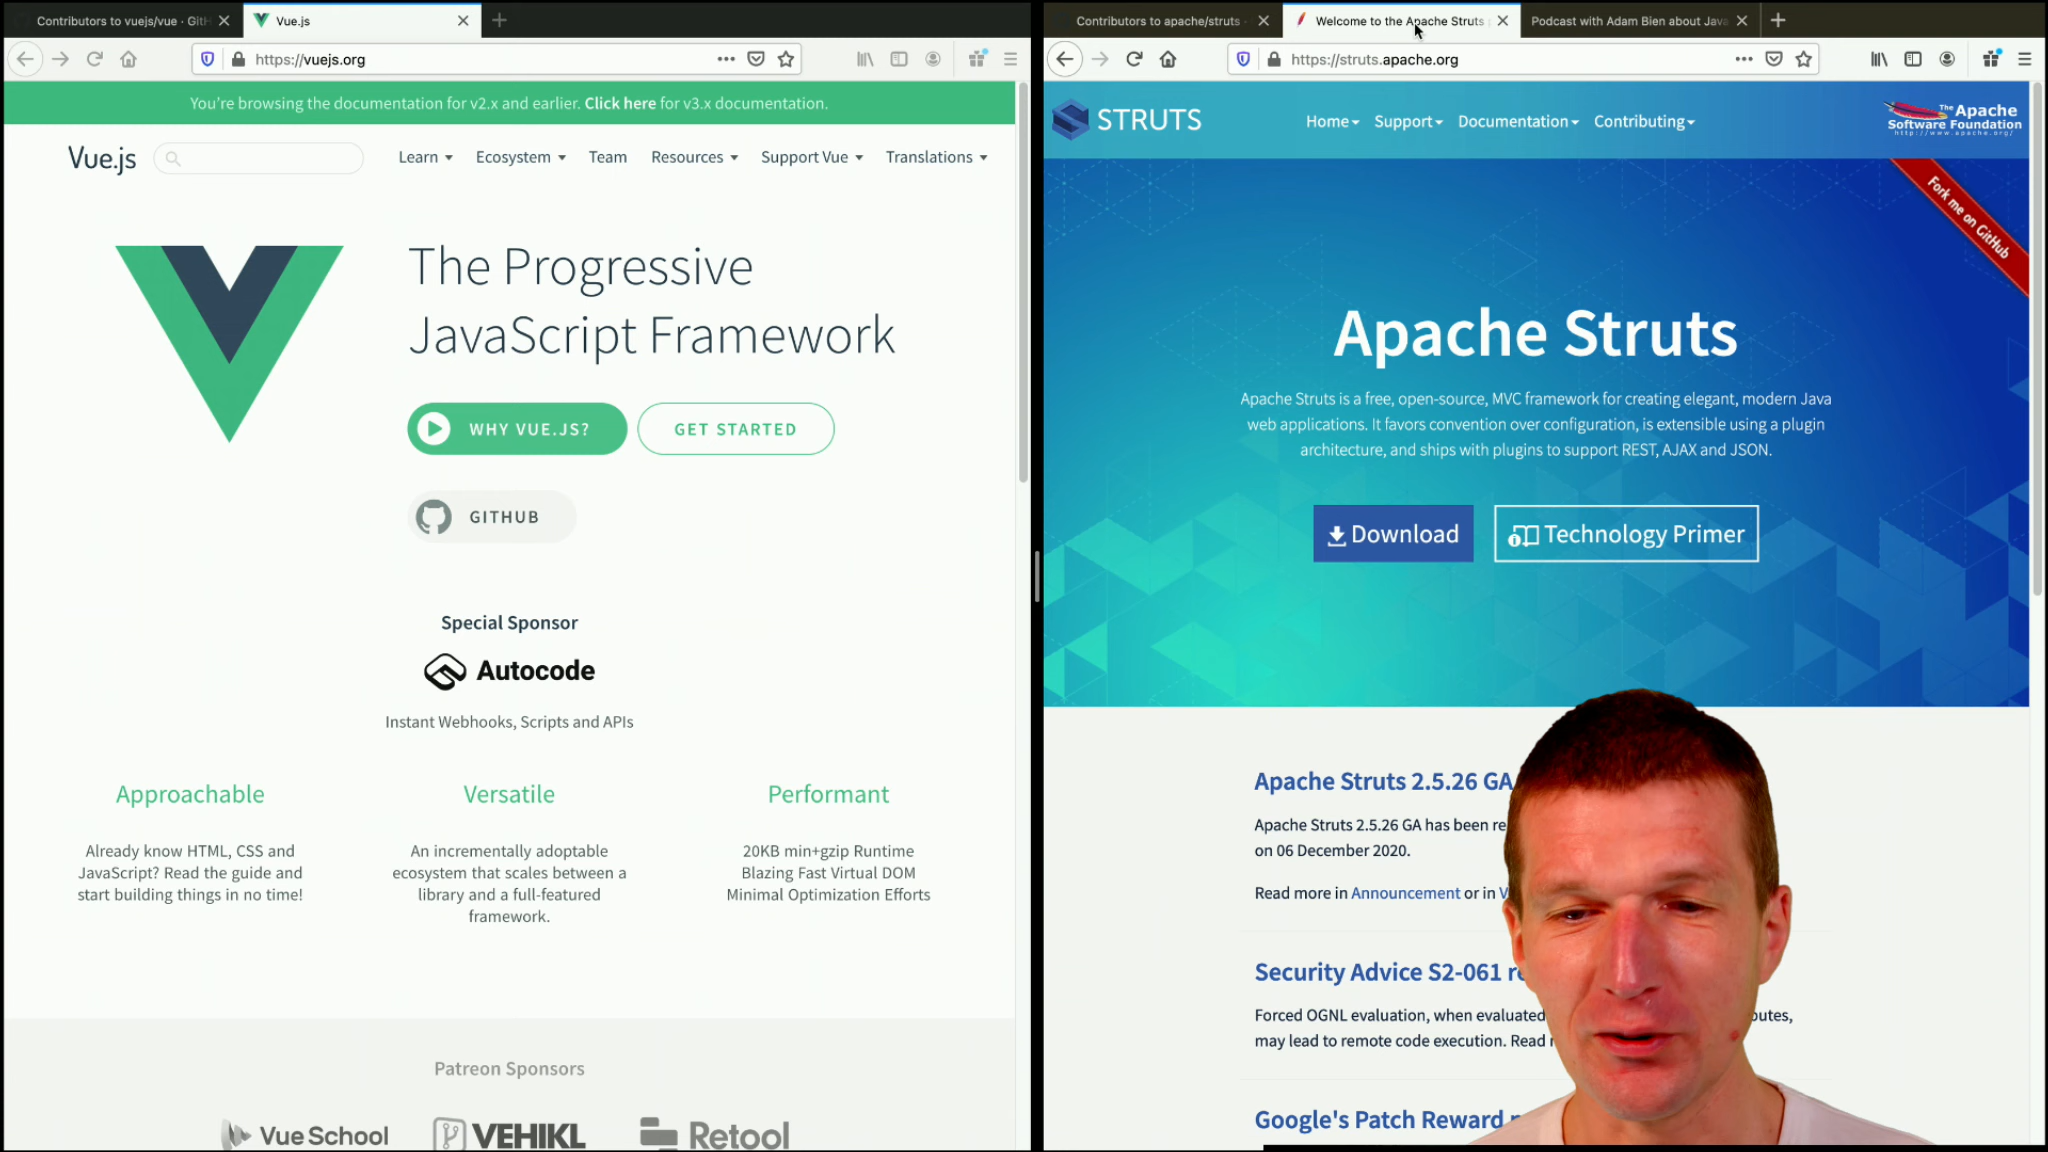 Contributors to vuejs/vue · GitH
Vue.js
https://vuejs.org
You're browsing the documentation for v2.x and earlier. Click here for v3.x documentation.
Vue.js
Learn
Ecosystem
Team
Resources
Support Vue
Translations
The Progressive
JavaScript Framework
WHY VUE.JS?
GET STARTED
GITHUB
Special Sponsor
Autocode
Instant Webhooks, Scripts and APIs
Approachable
Already know HTML, CSS and
JavaScript? Read the guide and
start building things in no time!
Versatile
An incrementally adoptable
ecosystem that scales between a
library and a full-featured
framework.
Performant
20KB min+gzip Runtime
Blazing Fast Virtual DOM
Minimal Optimization Efforts
Patreon Sponsors
Vue School
VEHIKL
Retool
Contributors to apache/struts ·
Welcome to the Apache Struts
Podcast with Adam Bien about Java
https://struts.apache.org
STRUTS
Home
Support
Documentation
Contributing
The Apache
Software Foundation
http://www.apache.org/
Fork me on GitHub
Apache Struts
Apache Struts is a free, open-source, MVC framework for creating elegant, modern Java
web applications. It favors convention over configuration, is extensible using a plugin
architecture, and ships with plugins to support REST, AJAX and JSON.
Download
Technology Primer
Apache Struts 2.5.26 GA
Apache Struts 2.5.26 GA has been re
on 06 December 2020.
Read more in Announcement or in V
Security Advice S2-061 re
Forced OGNL evaluation, when evaluated butes,
may lead to remote code execution. Read
Google's Patch Reward